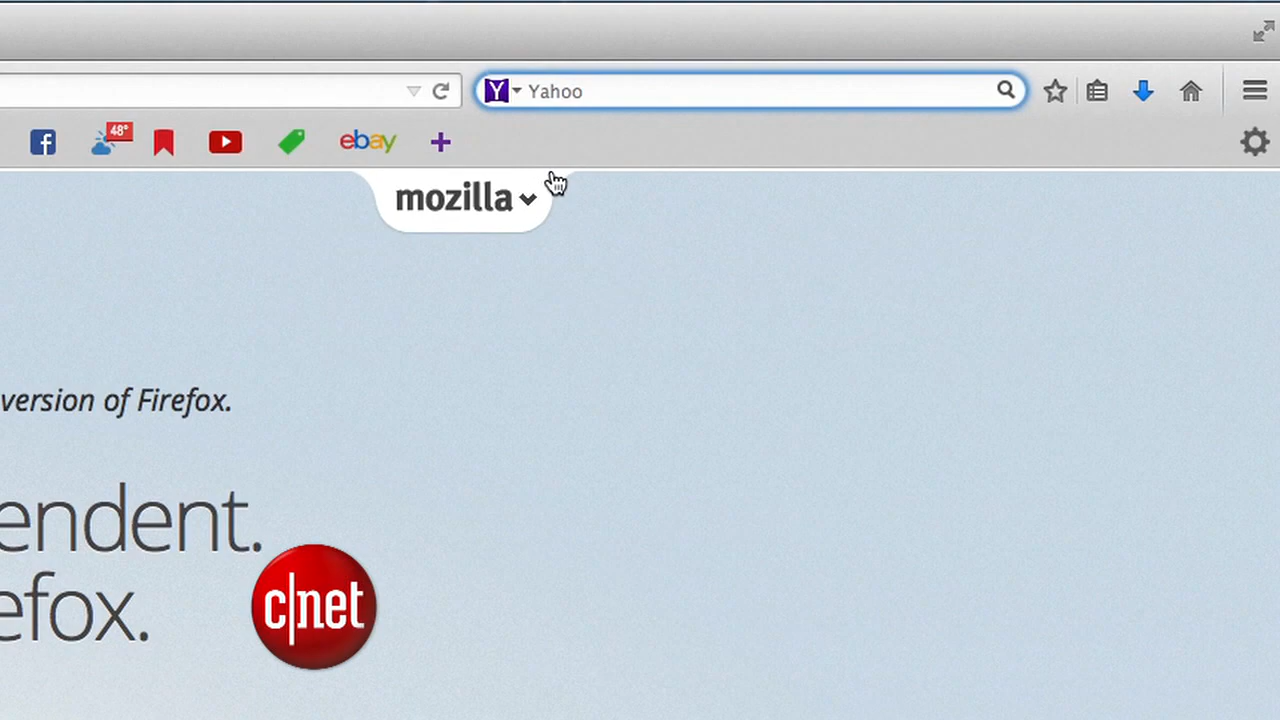 Y Yahoo
48°
ebay
mozilla
version of Firefox.
endent.
efox.
c|net